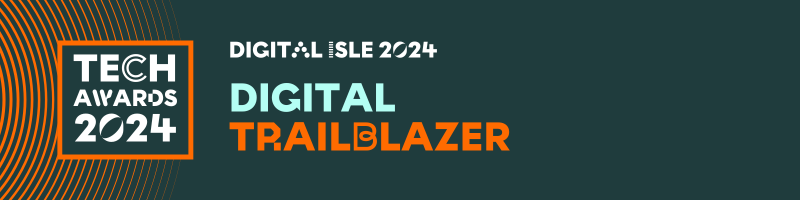 TECH
AWARDS
2024
DIGITAL ISLE 2024
DIGITAL
TRAILBLAZER